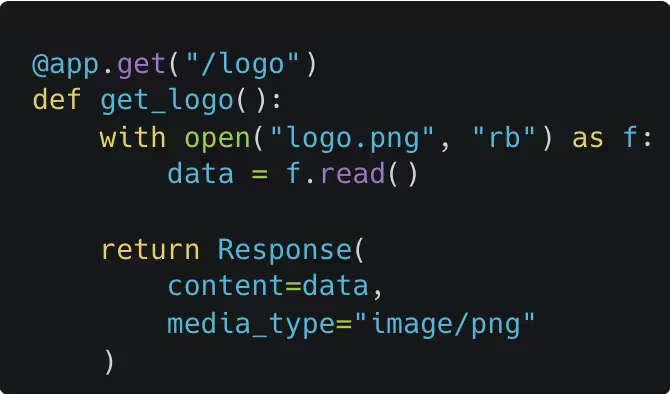 @app.get("/logo")
def get_logo():
    with open("logo.png", "rb") as f:
        data = f.read()

    return Response(
        content=data,
        media_type="image/png"
    )